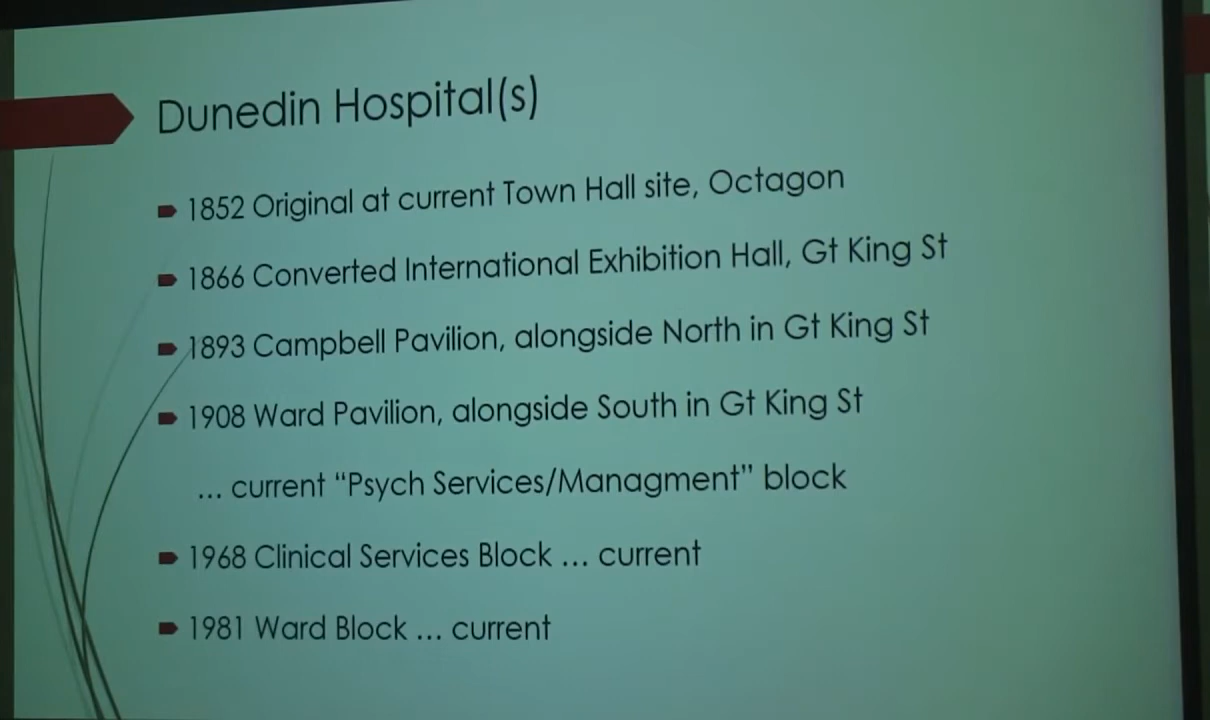 Dunedin Hospital(s)
1852 Original at current Town Hall site, Octagon
1866 Converted International Exhibition Hall, Gt King St
1893 Campbell Pavilion, alongside North in Gt King St
1908 Ward Pavilion, alongside South in Gt King St
... current “Psych Services/Managment” block
1968 Clinical Services Block ... current
1981 Ward Block ... current